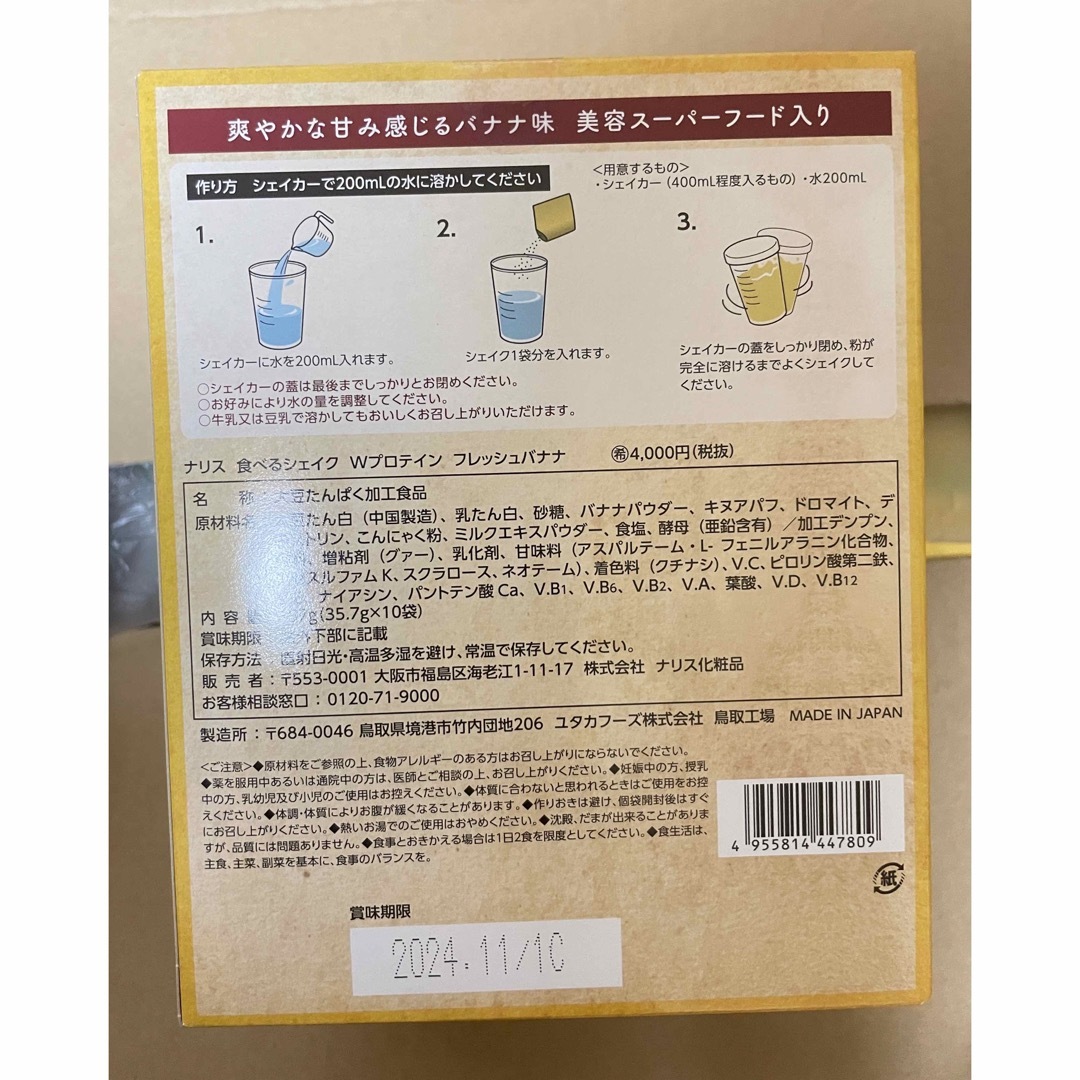 爽やかな甘み感じるバナナ味 美容スーパーフード入り
作り方 シェイカーで200mLの水に溶かしてください
<用意するもの>
・シェイカー（400mL程度入るもの）・水200mL
1.
2.
3.
シェイカーに水を200mL入れます。
シェイク1袋分を入れます。
シェイカーの蓋をしっかり閉め、粉が
完全に溶けるまでよくシェイクして
ください。
○シェイカーの蓋は最後までしっかりとお閉めください。
○お好みにより水の量を調整してください。
○牛乳又は豆乳で溶かしてもおいしくお召し上がりいただけます。
ナリス 食べるシェイク Wプロテイン フレッシュバナナ ㊕4,000円(税抜)
名 称 豆たんぱく加工食品
原材料名 豆たん白（中国製造）、乳たん白、砂糖、バナナパウダー、キヌアパフ、ドロマイト、デ
トリン、こんにゃく粉、ミルクエキスパウダー、食塩、酵母（亜鉛含有）／加工デンプン、
、増粘剤（グァー）、乳化剤、甘味料（アスパルテーム・L-フェニルアラニン化合物、
スルファムK、スクラロース、ネオテーム）、着色料（クチナシ）、V.C、ピロリン酸第二鉄、
ナイアシン、パントテン酸Ca、V.B1、V.B6、V.B2、V.A、葉酸、V.D、V.B12
内容 7g(35.7g×10袋)
賞味期限 下部に記載
保存方法 直射日光・高温多湿を避け、常温で保存してください。
販売者：〒553-0001 大阪市福島区海老江1-11-17 株式会社 ナリス化粧品
お客様相談窓口：0120-71-9000
製造所：〒684-0046 鳥取県境港市竹内団地206 ユタカフーズ株式会社 鳥取工場 MADE IN JAPAN
<ご注意>◆原材料をご参照の上、食物アレルギーのある方はお召し上がりにならないでください。
◆薬を服用中あるいは通院中の方は、医師とご相談の上、お召し上がりください。◆妊娠中の方、授乳
中の方、乳幼児及び小児のご使用はお控えください。◆体質に合わないと思われるときはご使用をお控
ください。◆体調・体質によりお腹が緩くなることがあります。◆作りおきは避け、個袋開封後はすぐ
にお召し上がりください。◆熱いお湯でのご使用はおやめください。◆沈殿、だまが出来ることがありま
すが、品質には問題ありません。◆食事とおきかえる場合は1日2食を限度としてください。◆食生活は、
主食、主菜、副菜を基本に、食事のバランスを。
4 955814 447809
紙
賞味期限
2024.11/1C